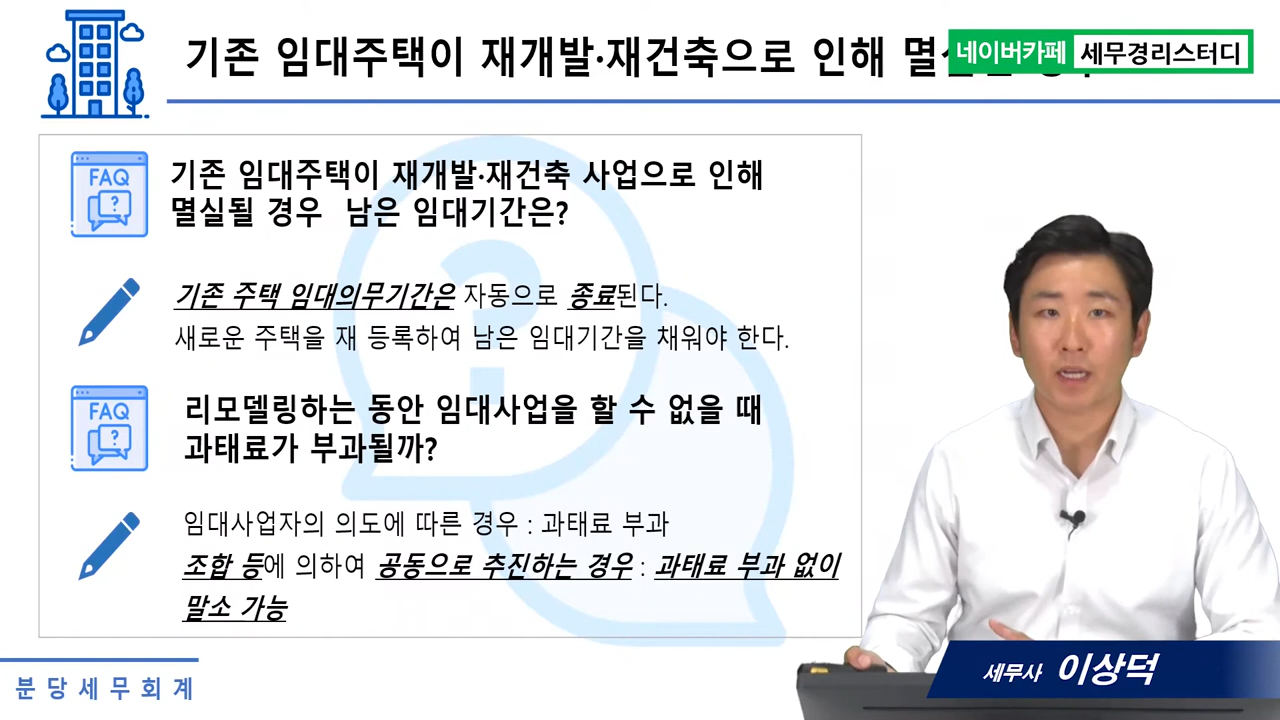 기존 임대주택이 재개발·재건축으로 인해
네이버카페 세무경리스터디
FAQ
기존 임대주택이 재개발·재건축 사업으로 인해
멸실될 경우 남은 임대기간은?
기존 주택 임대의무기간은 자동으로 종료된다.
새로운 주택을 재 등록하여 남은 임대기간을 채워야 한다.
FAQ
리모델링하는 동안 임대사업을 할 수 없을 때
과태료가 부과될까?
임대사업자의 의도에 따른 경우 : 과태료 부과
조합 등에 의하여 공동으로 추진하는 경우 : 과태료 부과 없이
말소 가능
세무사 이상덕
분당세무회계